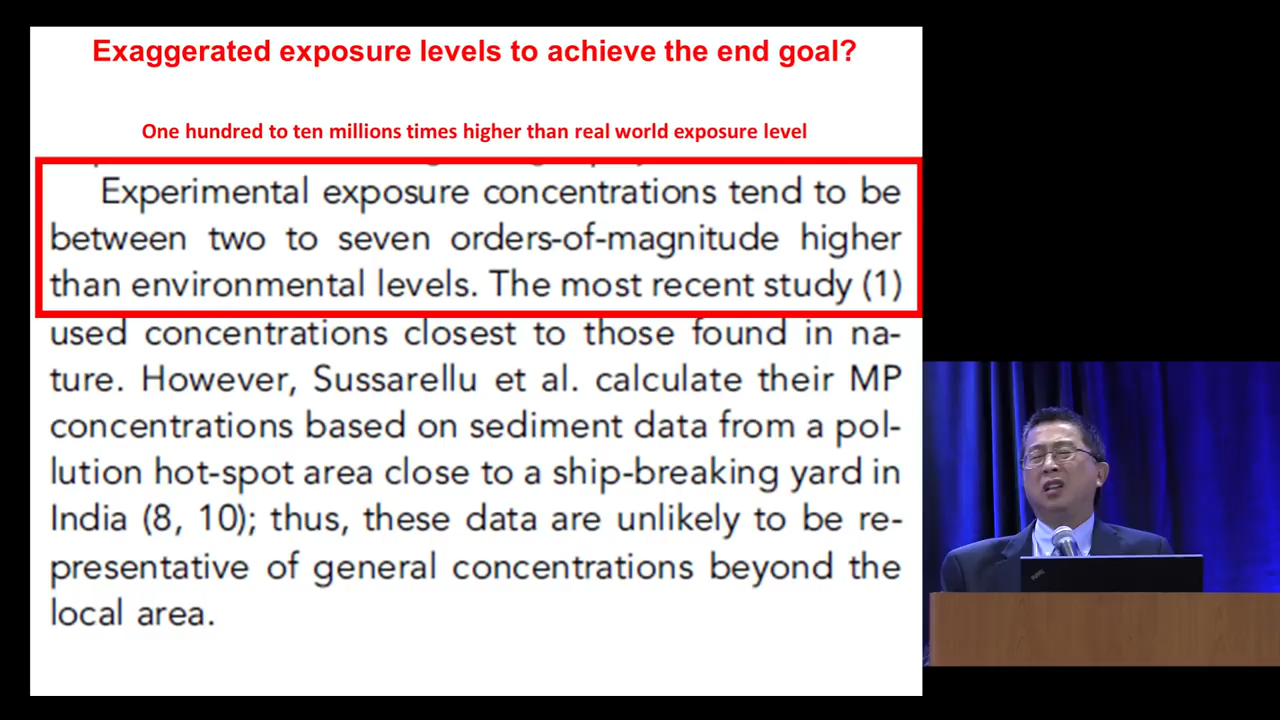 Exaggerated exposure levels to achieve the end goal?
One hundred to ten millions times higher than real world exposure level
Experimental exposure concentrations tend to be
between two to seven orders-of-magnitude higher
than environmental levels. The most recent study (1)
used concentrations closest to those found in na-
ture. However, Sussarellu et al. calculate their MP
concentrations based on sediment data from a pol-
lution hot-spot area close to a ship-breaking yard in
India (8, 10); thus, these data are unlikely to be re-
presentative of general concentrations beyond the
local area.